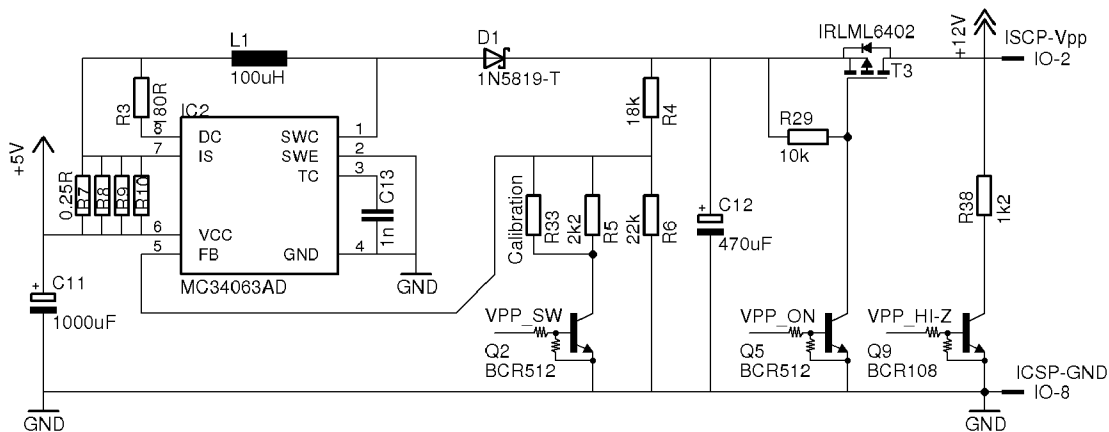 IRLML6402
+12V
ISCP-Vpp
IO-2
T3
L1
100uH
D1
1N5819-T
R3
180R
IC2
8 DC SWC 1
7 IS SWE 2
TC 3
6 VCC
5 FB GND 4
MC34063AD
+5V
0.25R
R7
R8
R9
R10
C13
1n
GND
C11
1000uF
18k
R4
Calibration
R33
2k2
R5
22k
R6
C12
470uF
R29
10k
R38
1k2
VPP_SW
Q2
BCR512
VPP_ON
Q5
BCR512
VPP_HI-Z
Q9
BCR108
ICSP-GND
IO-8
GND
GND
+
+